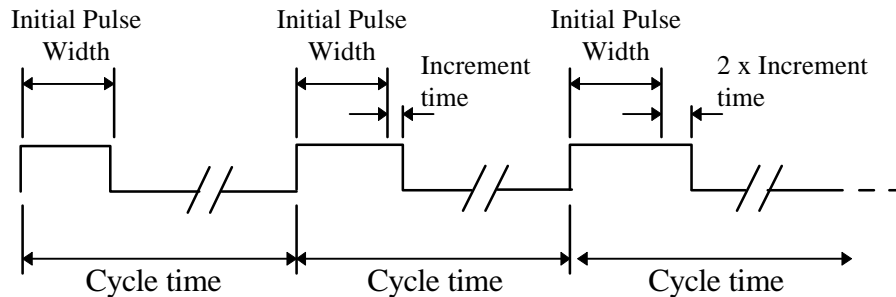 Initial Pulse
Width
Initial Pulse
Width
Increment
time
Initial Pulse
Width
2 x Increment
time
Cycle time
Cycle time
Cycle time